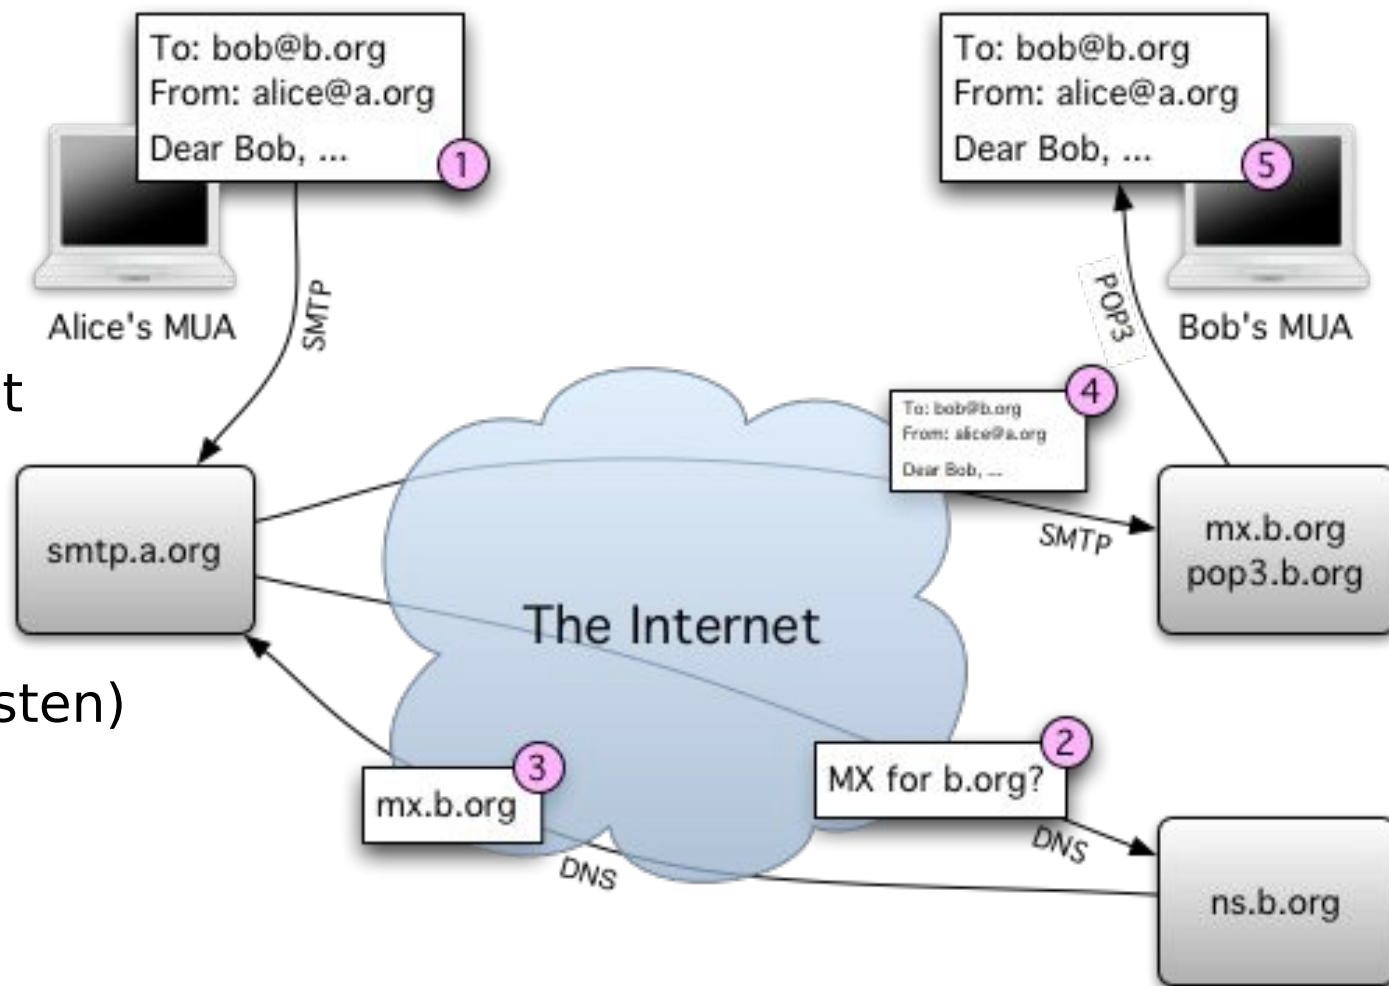 To: bob@b.org
From: alice@a.org
Dear Bob, ...
1
To: bob@b.org
From: alice@a.org
Dear Bob, ...
5
Alice's MUA
SMTP
POP3
Bob's MUA
t
4
To: bob@b.org
From: alice@a.org
Dear Bob, ...
smtp.a.org
SMTP
mx.b.org
pop3.b.org
The Internet
sten)
3
mx.b.org
2
MX for b.org?
DNS
DNS
ns.b.org